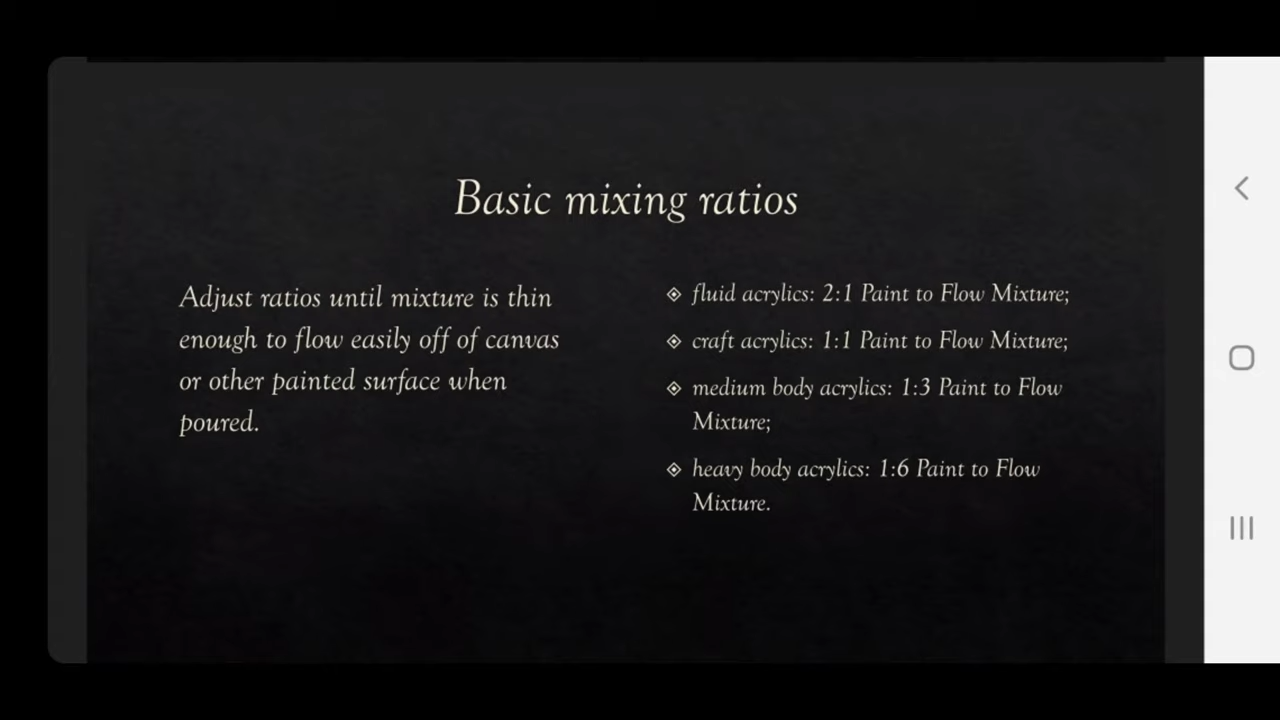 Basic mixing ratios
Adjust ratios until mixture is thin
enough to flow easily off of canvas
or other painted surface when
poured.
fluid acrylics: 2:1 Paint to Flow Mixture;
craft acrylics: 1:1 Paint to Flow Mixture;
medium body acrylics: 1:3 Paint to Flow
Mixture;
heavy body acrylics: 1:6 Paint to Flow
Mixture.